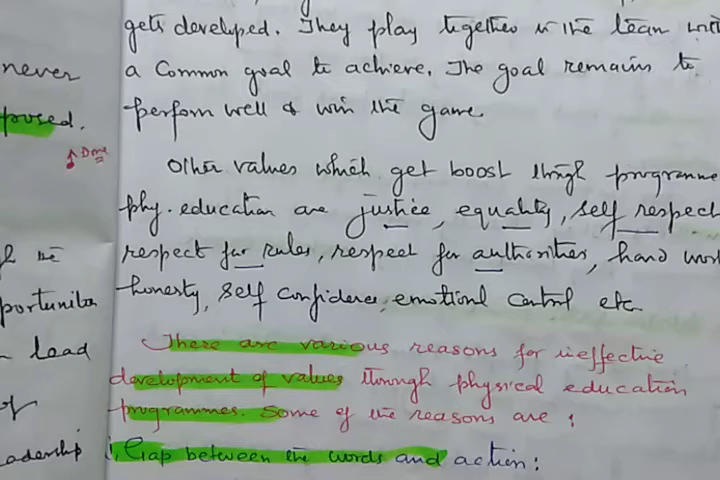 gets developed. They play together in the team with
a Common goal to achieve. The goal remains to
perform well & win the game
Other values which get boost through programme
phy. education are justice, equality, self respect
respect for rules, respect for authorities, hard work
honesty, self confidence, emotional control etc
There are various reasons for ineffective
development of values through physical education
programmes. Some of the reasons are :
i, Gap between the words and action :
never
posed.
Done
portunities
lead
of
leadership